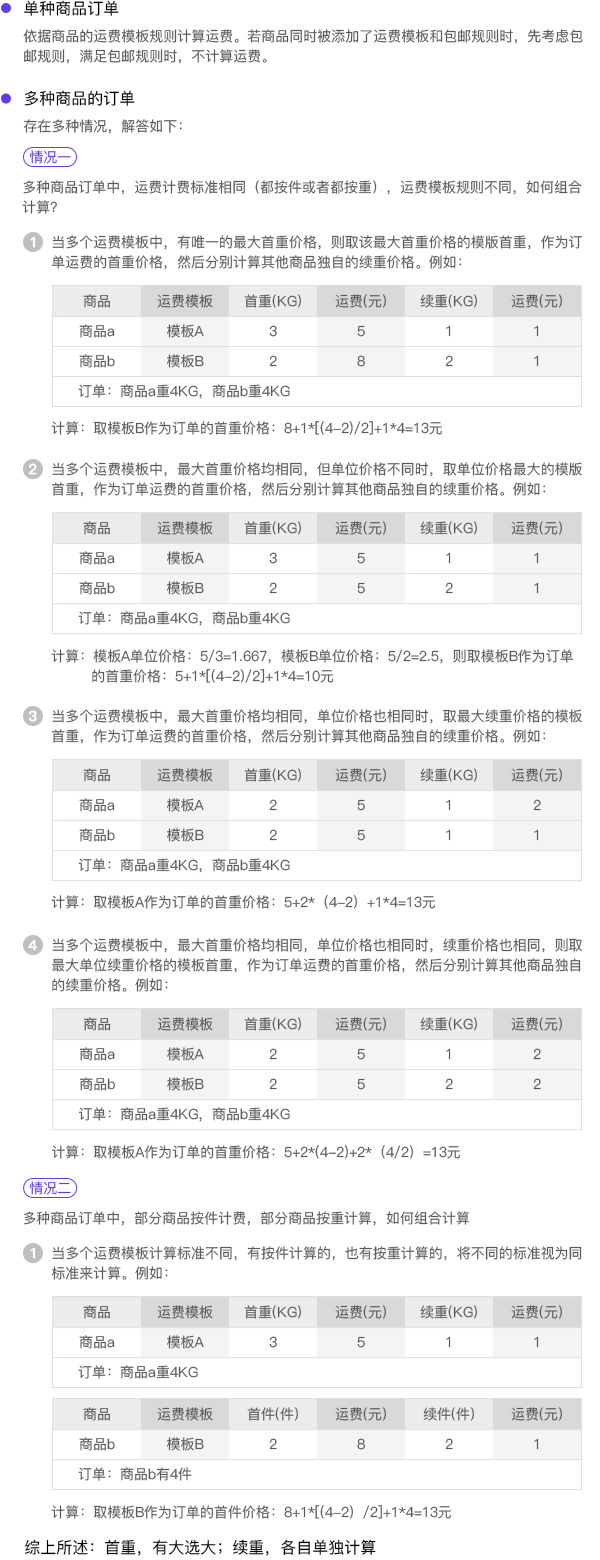 单种商品订单
依据商品的运费模板规则计算运费。若商品同时被添加了运费模板和包邮规则时，先考虑包
邮规则，满足包邮规则时，不计算运费。
多种商品的订单
存在多种情况，解答如下：
情况一
多种商品订单中，运费计费标准相同（都按件或者都按重），运费模板规则不同，如何组合
计算？
1 当多个运费模板中，有唯一的最大首重价格，则取该最大首重价格的模版首重，作为订
单运费的首重价格，然后分别计算其他商品独自的续重价格。例如：
商品 运费模板 首重(KG) 运费(元) 续重(KG) 运费(元)
商品a 模板A 3 5 1 1
商品b 模板B 2 8 2 1
订单：商品a重4KG，商品b重4KG
计算：取模板B作为订单的首重价格：8+1*[(4-2)/2]+1*4=13元
2 当多个运费模板中，最大首重价格均相同，但单位价格不同时，取单位价格最大的模版
首重，作为订单运费的首重价格，然后分别计算其他商品独自的续重价格。例如：
商品 运费模板 首重(KG) 运费(元) 续重(KG) 运费(元)
商品a 模板A 3 5 1 1
商品b 模板B 2 5 2 1
订单：商品a重4KG，商品b重4KG
计算：模板A单位价格：5/3=1.667，模板B单位价格：5/2=2.5，则取模板B作为订单
的首重价格：5+1*[(4-2)/2]+1*4=10元
3 当多个运费模板中，最大首重价格均相同，单位价格也相同时，取最大续重价格的模板
首重，作为订单运费的首重价格，然后分别计算其他商品独自的续重价格。例如：
商品 运费模板 首重(KG) 运费(元) 续重(KG) 运费(元)
商品a 模板A 2 5 1 2
商品b 模板B 2 5 1 1
订单：商品a重4KG，商品b重4KG
计算：取模板A作为订单的首重价格：5+2*（4-2）+1*4=13元
4 当多个运费模板中，最大首重价格均相同，单位价格也相同时，续重价格也相同，则取
最大单位续重价格的模板首重，作为订单运费的首重价格，然后分别计算其他商品独自
的续重价格。例如：
商品 运费模板 首重(KG) 运费(元) 续重(KG) 运费(元)
商品a 模板A 2 5 1 2
商品b 模板B 2 5 2 2
订单：商品a重4KG，商品b重4KG
计算：取模板A作为订单的首重价格：5+2*(4-2)+2*（4/2）=13元
情况二
多种商品订单中，部分商品按件计费，部分商品按重计算，如何组合计算
1 当多个运费模板计算标准不同，有按件计算的，也有按重计算的，将不同的标准视为同
标准来计算。例如：
商品 运费模板 首重(KG) 运费(元) 续重(KG) 运费(元)
商品a 模板A 3 5 1 1
订单：商品a重4KG
商品 运费模板 首件(件) 运费(元) 续件(件) 运费(元)
商品b 模板B 2 8 2 1
订单：商品b有4件
计算：取模板B作为订单的首件价格：8+1*[(4-2）/2]+1*4=13元
综上所述：首重，有大选大；续重，各自单独计算